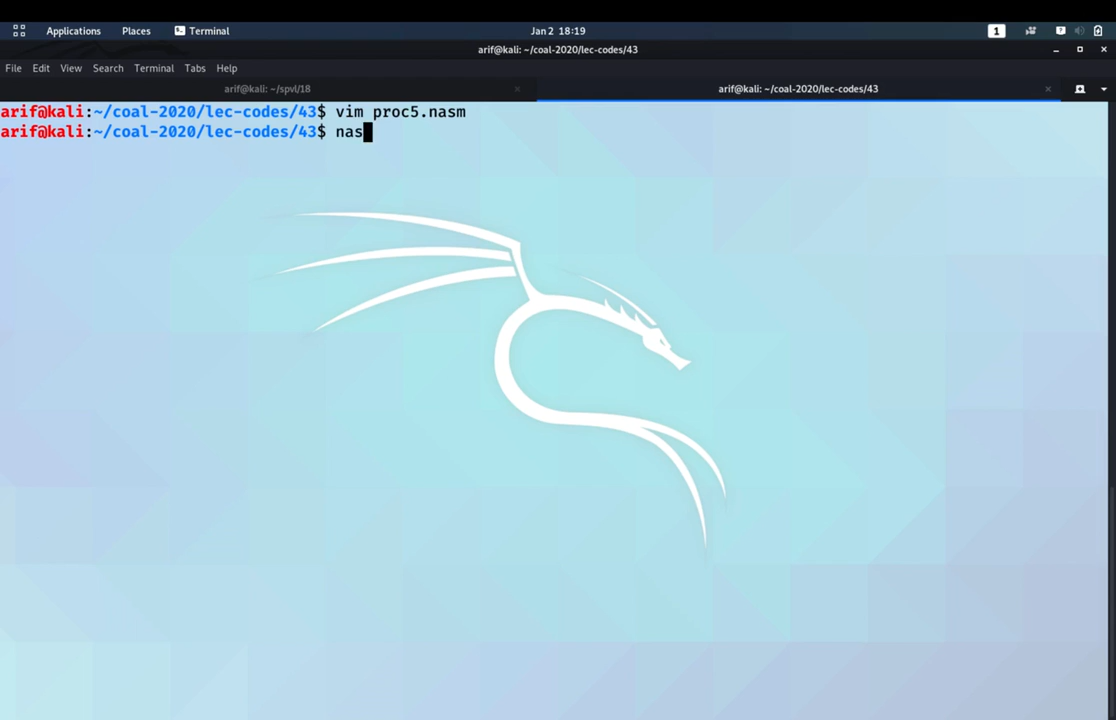 Applications Places Terminal Jan 2 18:19 1
arif@kali: ~/coal-2020/lec-codes/43
File Edit View Search Terminal Tabs Help
arif@kali: ~/spvl/18 arif@kali: ~/coal-2020/lec-codes/43
arif@kali:~/coal-2020/lec-codes/43$ vim proc5.nasm
arif@kali:~/coal-2020/lec-codes/43$ nas